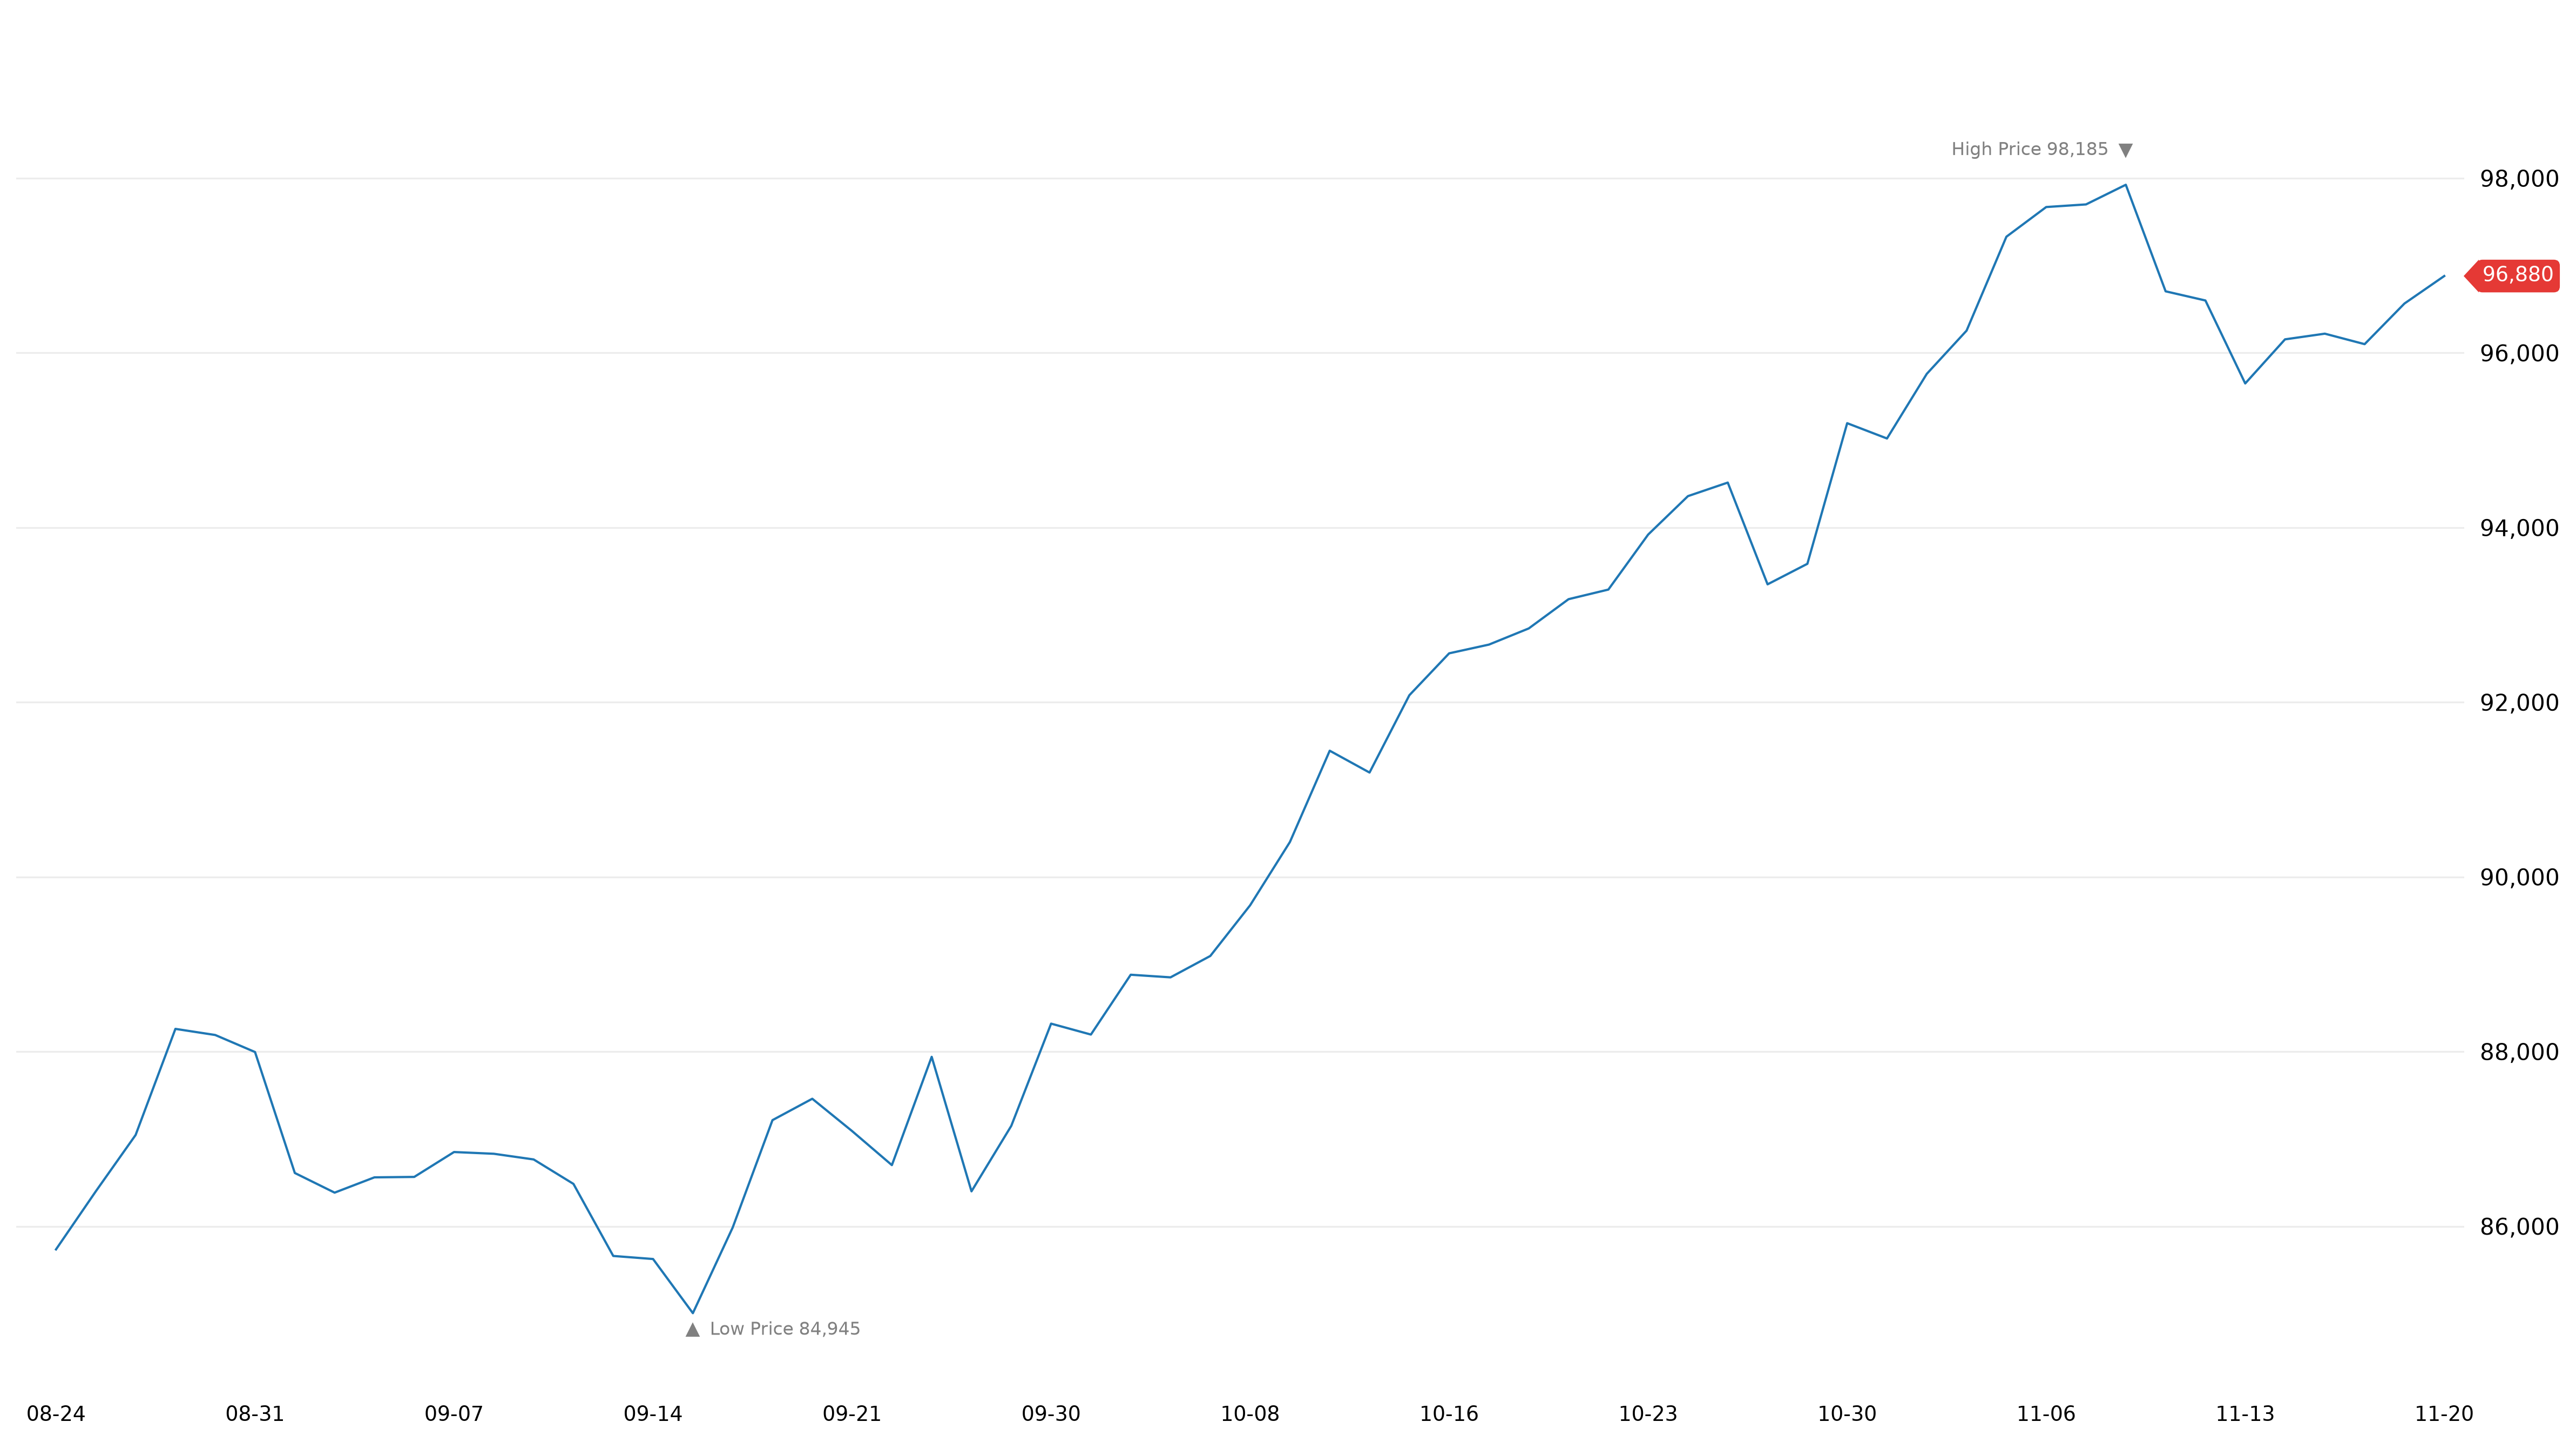 High Price 98,185 ▼
98,000
96,880
96,000
94,000
92,000
90,000
88,000
86,000
▲ Low Price 84,945
08-24 08-31 09-07 09-14 09-21 09-30 10-08 10-16 10-23 10-30 11-06 11-13 11-20